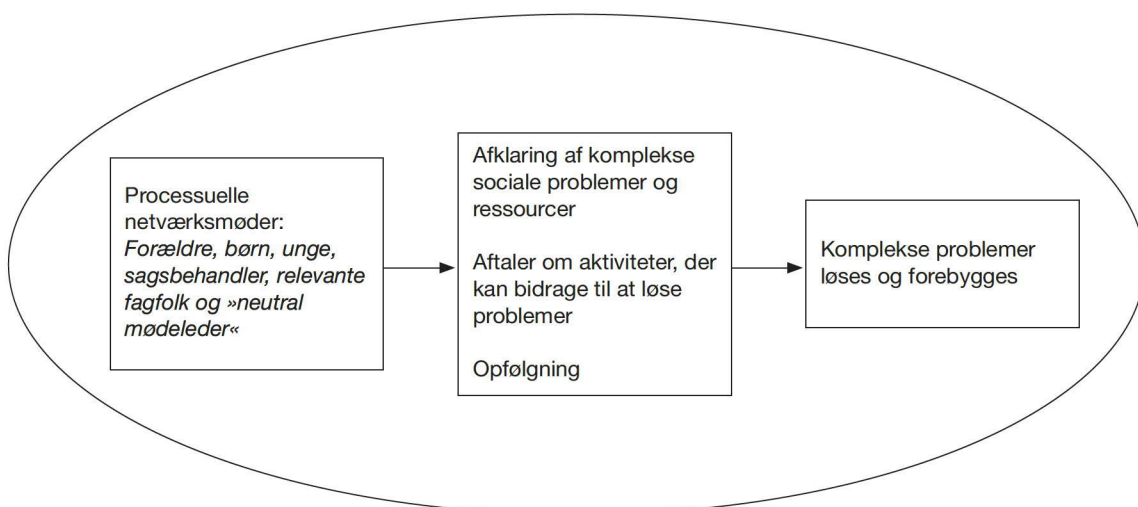 Processuelle
netværksmøder:
Forældre, børn, unge,
sagsbehandler, relevante
fagfolk og »neutral
mødeleder«
Afklaring af komplekse
sociale problemer og
ressourcer
Aftaler om aktiviteter, der
kan bidrage til at løse
problemer
Opfølgning
Komplekse problemer
løses og forebygges